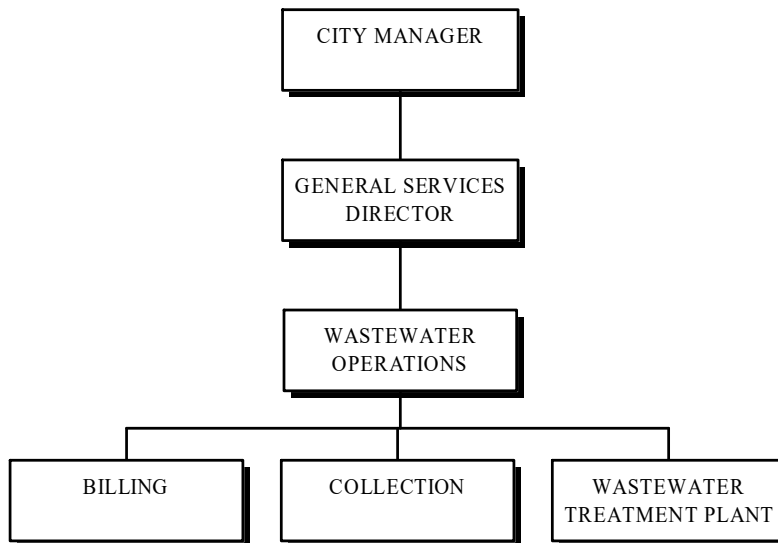 CITY MANAGER
GENERAL SERVICES
DIRECTOR
WASTEWATER
OPERATIONS
BILLING
COLLECTION
WASTEWATER
TREATMENT PLANT